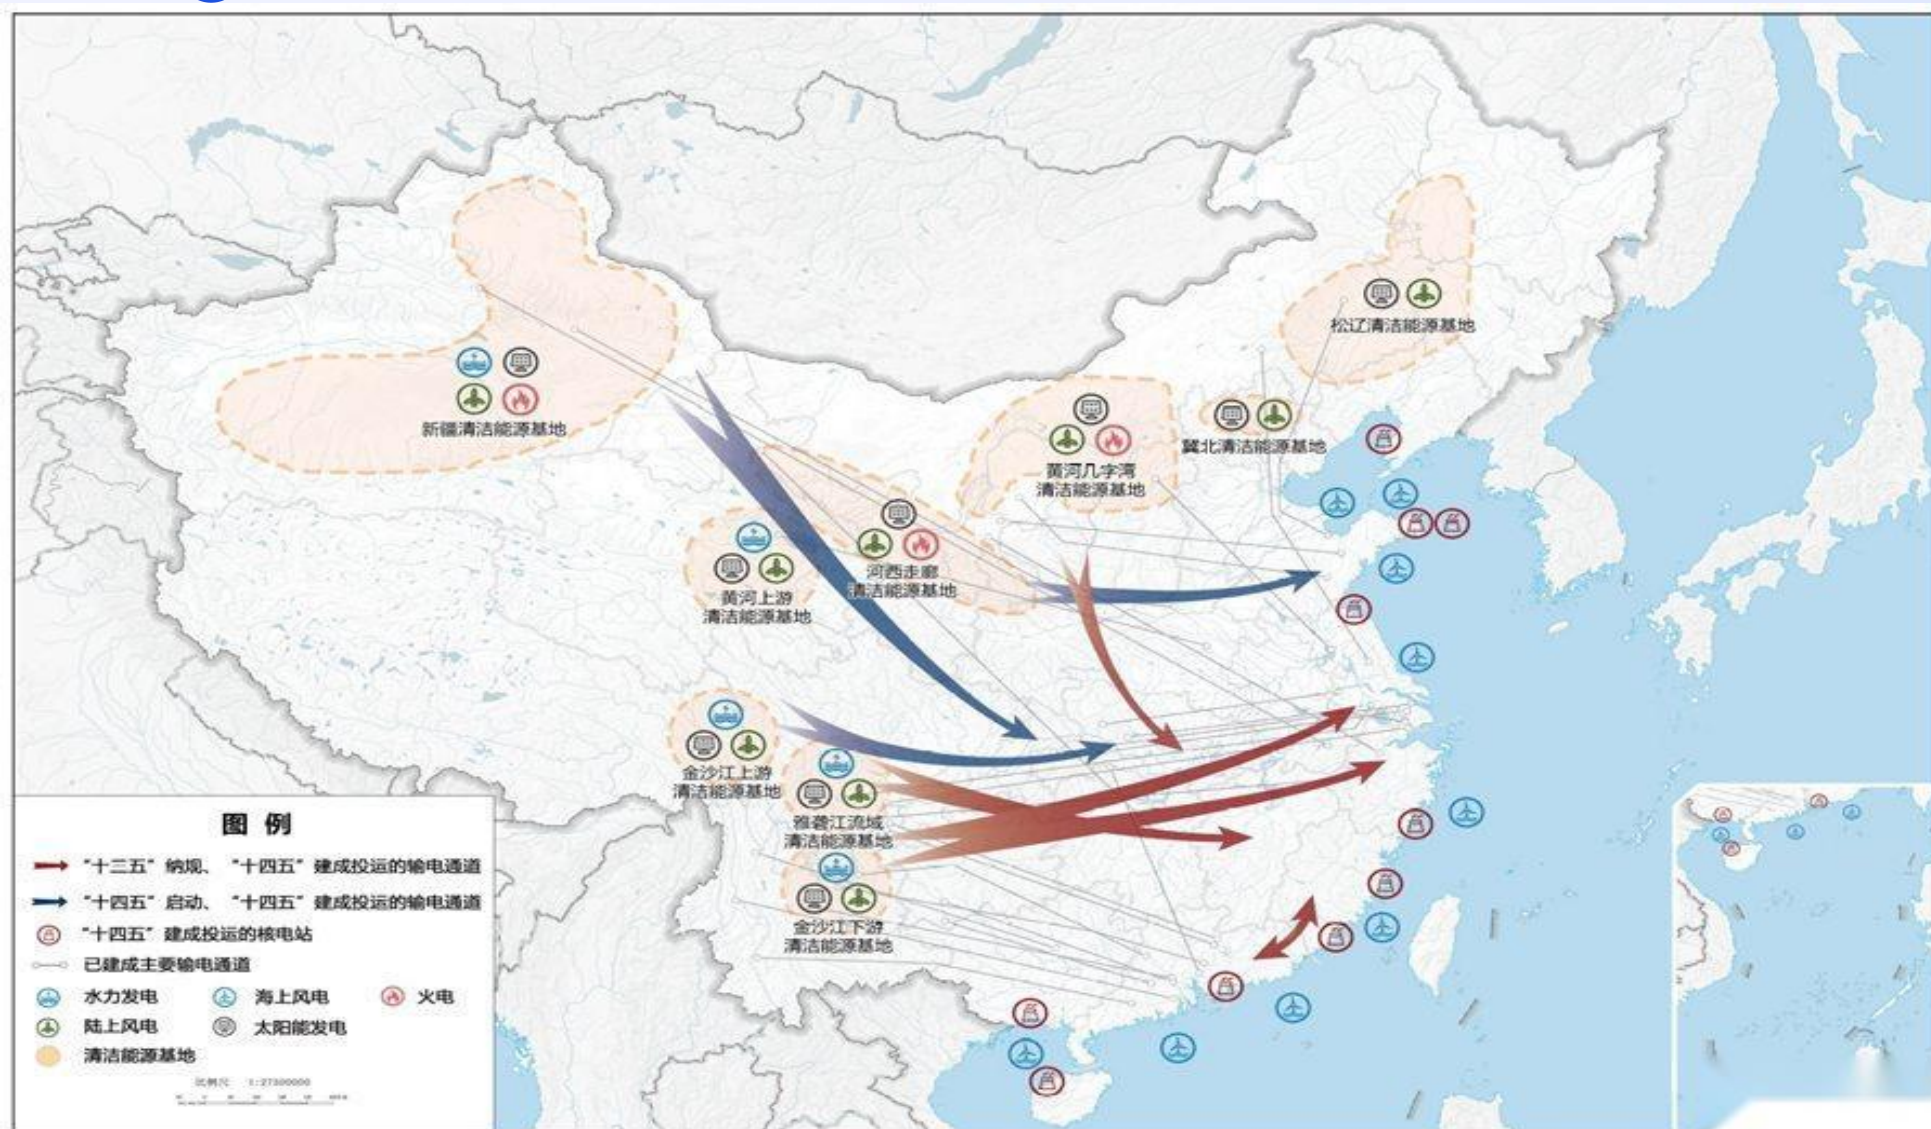 松辽清洁能源基地
新疆清洁能源基地
冀北清洁能源基地
黄河几字湾
清洁能源基地
河西走廊
清洁能源基地
黄河上游
清洁能源基地
金沙江上游
清洁能源基地
雅砻江流域
清洁能源基地
金沙江下游
清洁能源基地
图 例
“十三五”纳规、“十四五”建成投运的输电通道
“十四五”启动、“十四五”建成投运的输电通道
“十四五”建成投运的核电站
已建成主要输电通道
水力发电 海上风电 火电
陆上风电 太阳能发电
清洁能源基地
比例尺 1:27500000